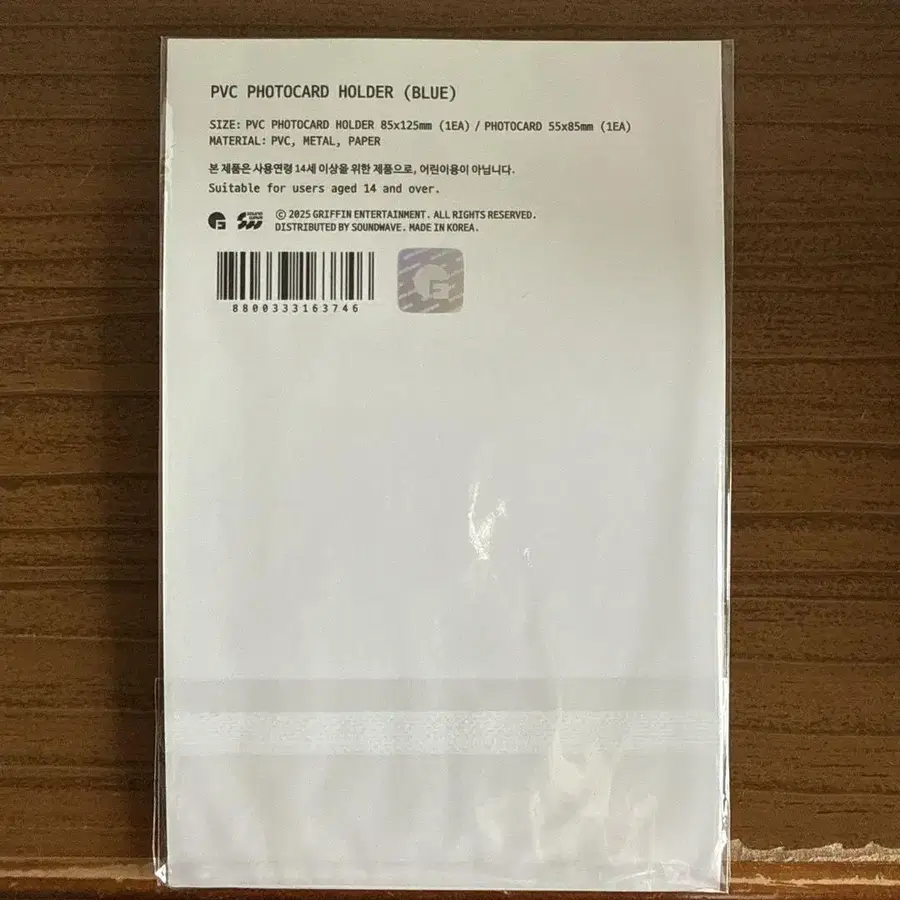 PVC PHOTOCARD HOLDER (BLUE)
SIZE: PVC PHOTOCARD HOLDER 85x125mm (1EA) / PHOTOCARD 55x85mm (1EA)
MATERIAL: PVC, METAL, PAPER
본 제품은 사용연령 14세 이상을 위한 제품으로, 어린이용이 아닙니다.
Suitable for users aged 14 and over.
SOUND WAVE
© 2025 GRIFFIN ENTERTAINMENT. ALL RIGHTS RESERVED.
DISTRIBUTED BY SOUNDWAVE. MADE IN KOREA.
8800333163746